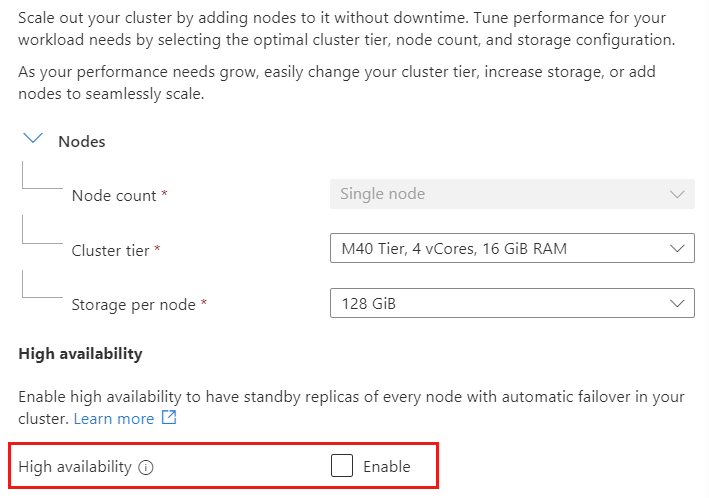 Scale out your cluster by adding nodes to it without downtime. Tune performance for your
workload needs by selecting the optimal cluster tier, node count, and storage configuration.
As your performance needs grow, easily change your cluster tier, increase storage, or add
nodes to seamlessly scale.
Nodes
Node count * Single node
Cluster tier * M40 Tier, 4 vCores, 16 GiB RAM
Storage per node * 128 GiB
High availability
Enable high availability to have standby replicas of every node with automatic failover in your
cluster. Learn more
High availability Enable